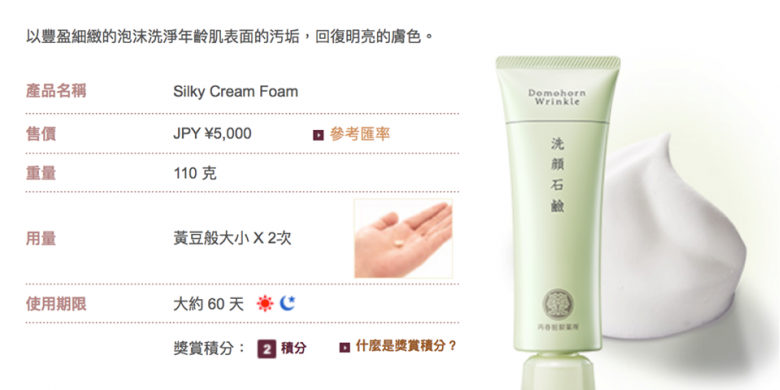 以豐盈細緻的泡沫洗淨年齡肌表面的污垢，回復明亮的膚色。
產品名稱 Silky Cream Foam
售價 JPY ¥5,000 參考匯率
重量 110 克
用量 黃豆般大小 X 2次
使用期限 大約 60 天
獎賞積分： 2 積分 什麼是獎賞積分？
Domohorn
Wrinkle
洗顏石鹼
再春館製藥所